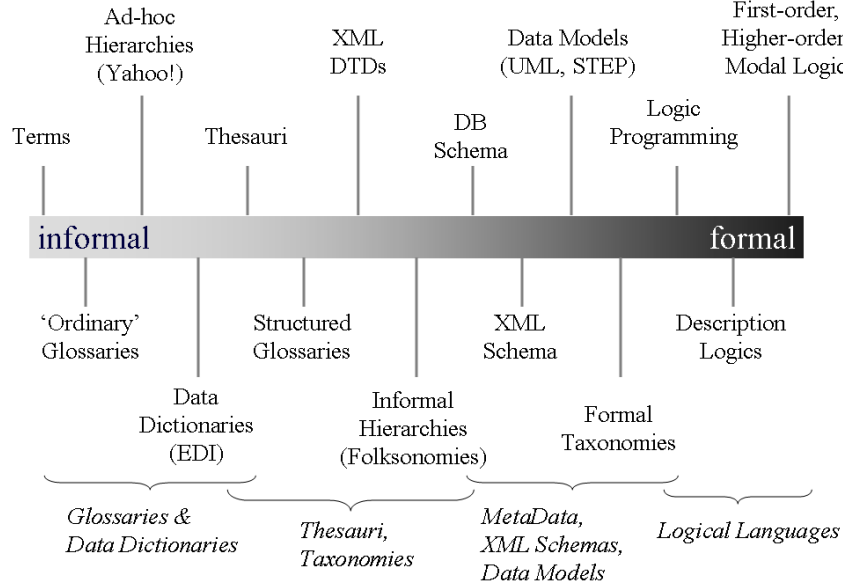 Ad-hoc
Hierarchies
(Yahoo!)
XML
DTDs
Data Models
(UML, STEP)
First-order,
Higher-order,
Modal Logic
Terms
Thesauri
DB
Schema
Logic
Programming
informal
formal
‘Ordinary’
Glossaries
Structured
Glossaries
XML
Schema
Description
Logics
Data
Dictionaries
(EDI)
Informal
Hierarchies
(Folksonomies)
Formal
Taxonomies
Glossaries &
Data Dictionaries
Thesauri,
Taxonomies
MetaData,
XML Schemas,
Data Models
Logical Languages